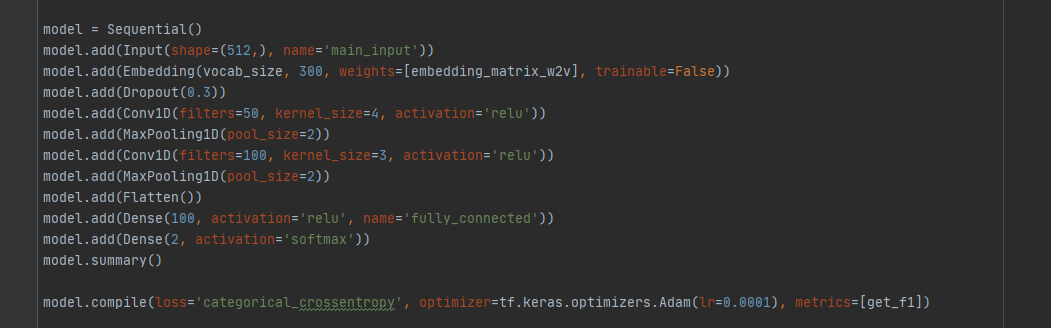 model = Sequential()
model.add(Input(shape=(512,), name='main_input'))
model.add(Embedding(vocab_size, 300, weights=[embedding_matrix_w2v], trainable=False))
model.add(Dropout(0.3))
model.add(Conv1D(filters=50, kernel_size=4, activation='relu'))
model.add(MaxPooling1D(pool_size=2))
model.add(Conv1D(filters=100, kernel_size=3, activation='relu'))
model.add(MaxPooling1D(pool_size=2))
model.add(Flatten())
model.add(Dense(100, activation='relu', name='fully_connected'))
model.add(Dense(2, activation='softmax'))
model.summary()
model.compile(loss='categorical_crossentropy', optimizer=tf.keras.optimizers.Adam(lr=0.0001), metrics=[get_f1])